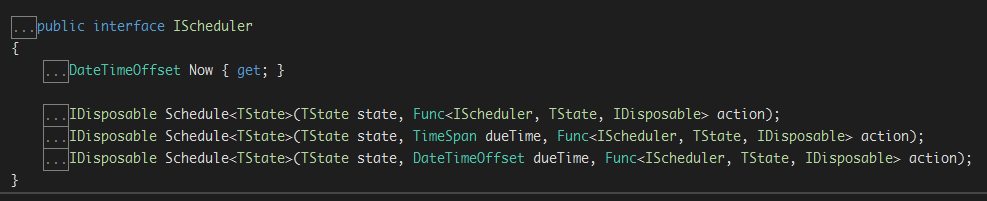 ...public interface IScheduler
{
    ...DateTimeOffset Now { get; }

    ...IDisposable Schedule<TState>(TState state, Func<IScheduler, TState, IDisposable> action);
    ...IDisposable Schedule<TState>(TState state, TimeSpan dueTime, Func<IScheduler, TState, IDisposable> action);
    ...IDisposable Schedule<TState>(TState state, DateTimeOffset dueTime, Func<IScheduler, TState, IDisposable> action);
}